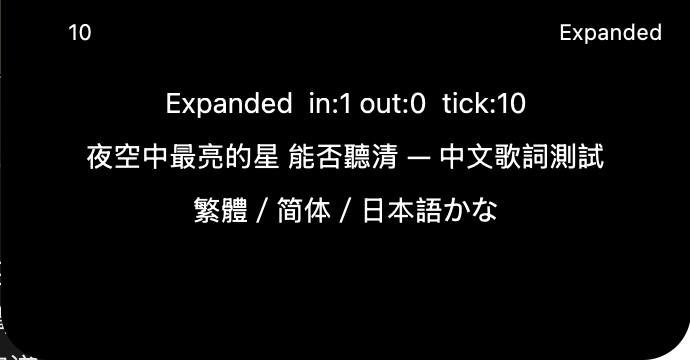 10 Expanded
Expanded  in:1 out:0  tick:10
夜空中最亮的星 能否聽清 — 中文歌詞測試
繁體 / 简体 / 日本語かな